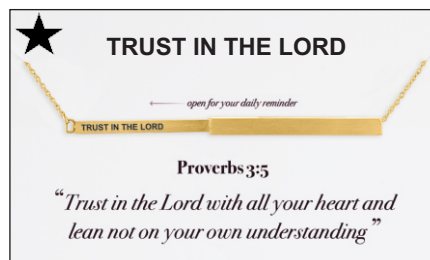 TRUST IN THE LORD
open for your daily reminder
TRUST IN THE LORD
Proverbs 3:5
“Trust in the Lord with all your heart and
lean not on your own understanding”